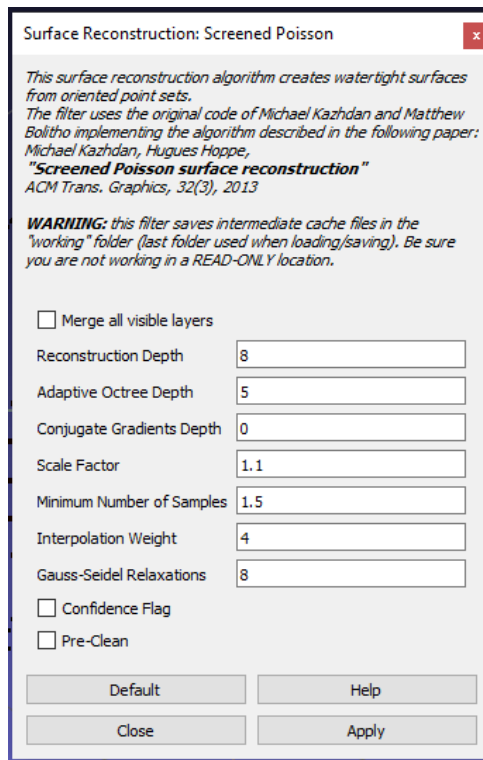 Surface Reconstruction: Screened Poisson
x
This surface reconstruction algorithm creates watertight surfaces
from oriented point sets.
The filter uses the original code of Michael Kazhdan and Matthew
Bolitho implementing the algorithm described in the following paper:
Michael Kazhdan, Hugues Hoppe,
"Screened Poisson surface reconstruction"
ACM Trans. Graphics, 32(3), 2013
WARNING: this filter saves intermediate cache files in the
"working" folder (last folder used when loading/saving). Be sure
you are not working in a READ-ONLY location.
Merge all visible layers
Reconstruction Depth 8
Adaptive Octree Depth 5
Conjugate Gradients Depth 0
Scale Factor 1.1
Minimum Number of Samples 1.5
Interpolation Weight 4
Gauss-Seidel Relaxations 8
Confidence Flag
Pre-Clean
Default Help
Close Apply